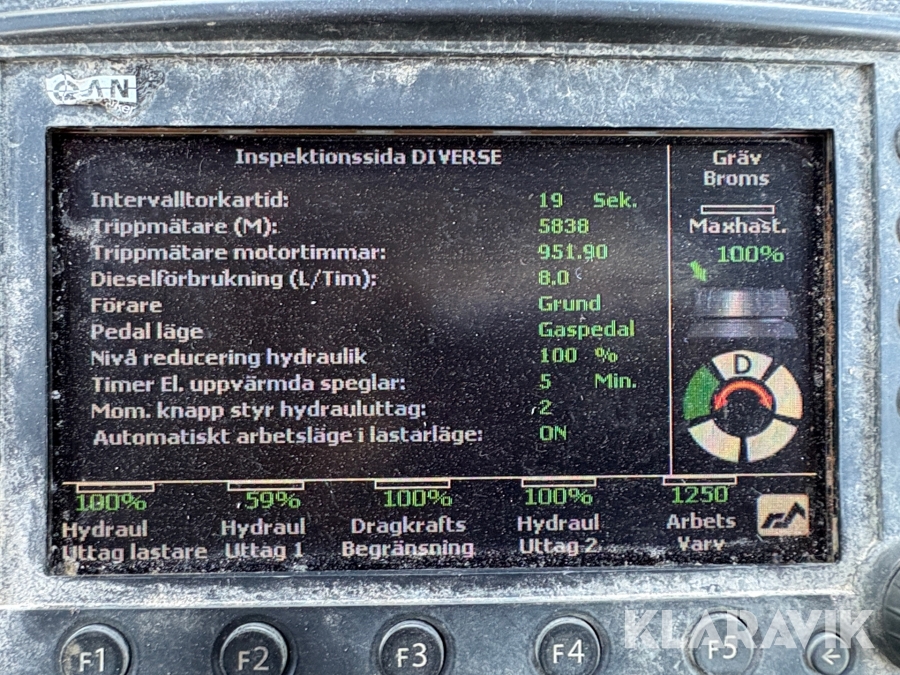 QAN
Inspektionssida DIVERSE
Intervalltorkartid: 19 Sek.
Trippmätare (M): 5838
Trippmätare motortimmar: 951.90
Dieselförbrukning (L/Tim): 8.0
Förare Grund
Pedal läge Gaspedal
Nivå reducering hydraulik 100 %
Timer El. uppvärmda speglar: 5 Min.
Mom. knapp styr hydrauluttag: 2
Automatiskt arbetsläge i lastarläge: ON
Gräv
Broms
Maxhast.
100%
D
100% 59% 100% 100% 1250
Hydraul Hydraul Dragkrafts Hydraul Arbets
Uttag lastare Uttag 1 Begränsning Uttag 2 Varv
F1 F2 F3 F4 F5 ←
KLARAVIK